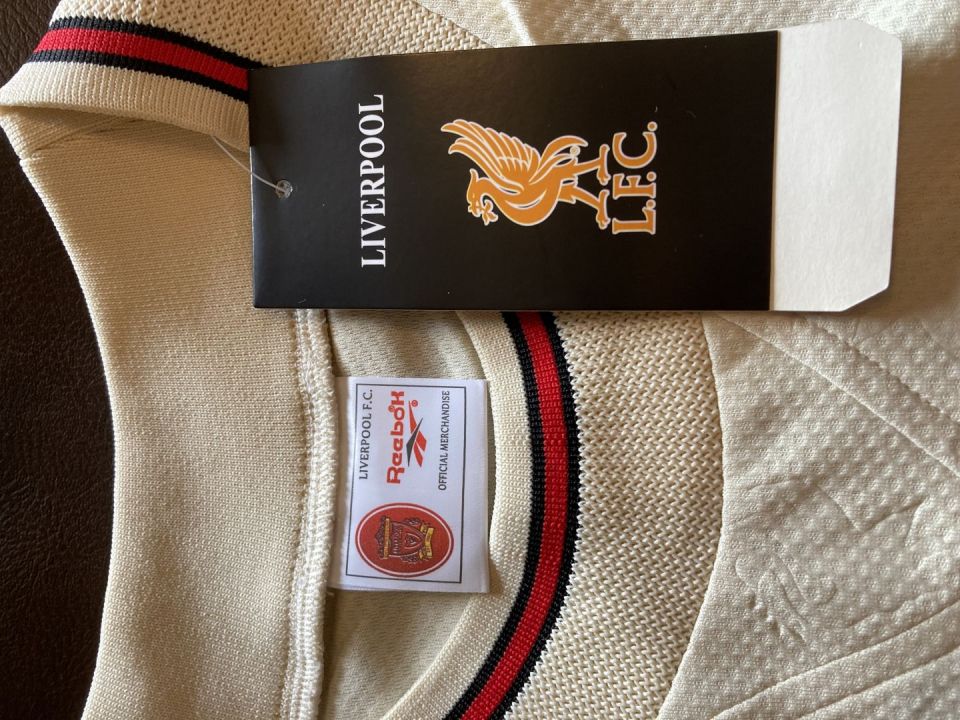 LIVERPOOL
L.F.C.
LIVERPOOL F.C.
Reebok
OFFICIAL MERCHANDISE